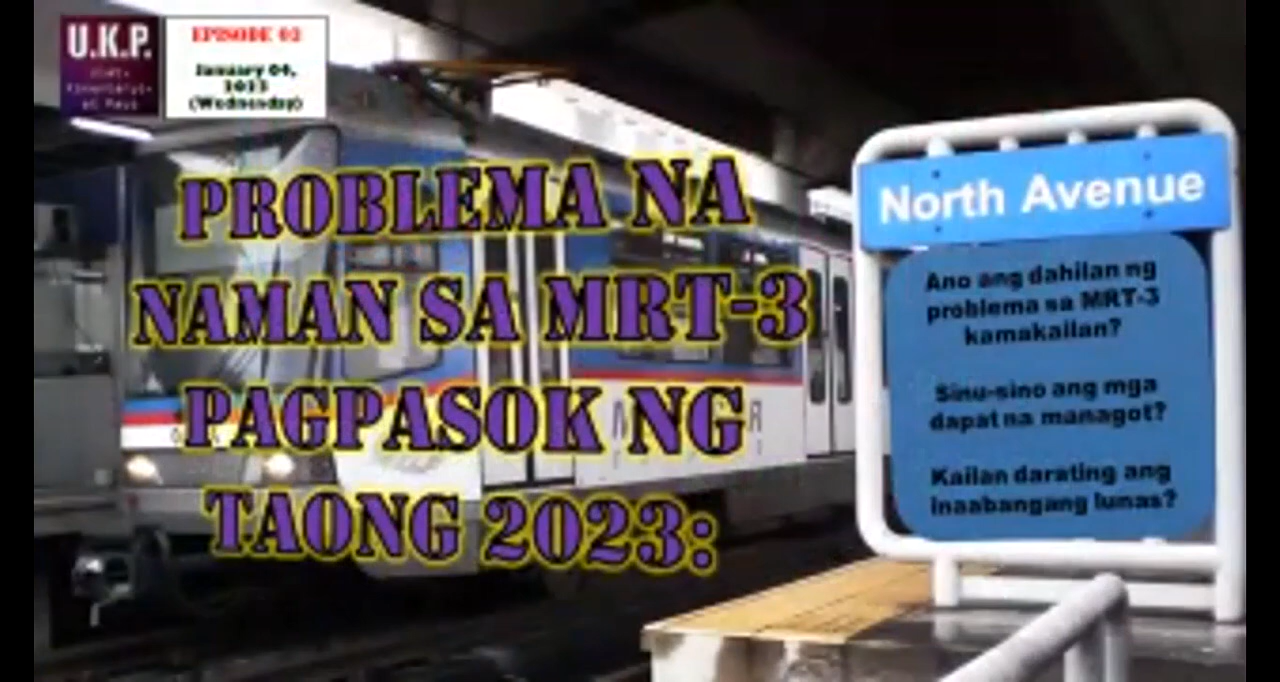 U.K.P.
at Paya
EPISODE 02
January 04,
2023
(Wednesday)
PROBLEMA NA
NAMAN SA MRT-3
PAGPASOK NG
TAONG 2023:
North Avenue
Ano ang dahilan ng
problema sa MRT-3
kamakailan?
Sinu-sino ang mga
dapat na managot?
Kailan darating ang
inaabangang lunas?